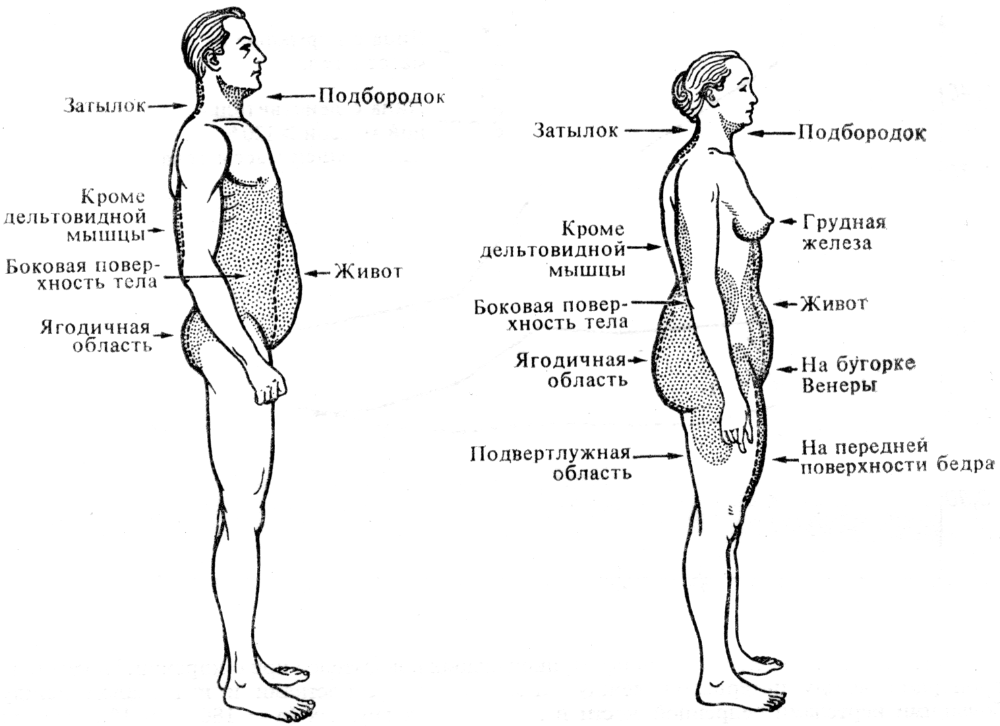 Затылок
Подбородок
Кроме
дельтовидной
мышцы
Боковая повер-
хность тела
Живот
Ягодичная
область
Затылок
Подбородок
Кроме
дельтовидной
мышцы
Грудная
железа
Боковая повер-
хность тела
Живот
Ягодичная
область
На бугорке
Венеры
Подвертлужная
область
На передней
поверхности бедра